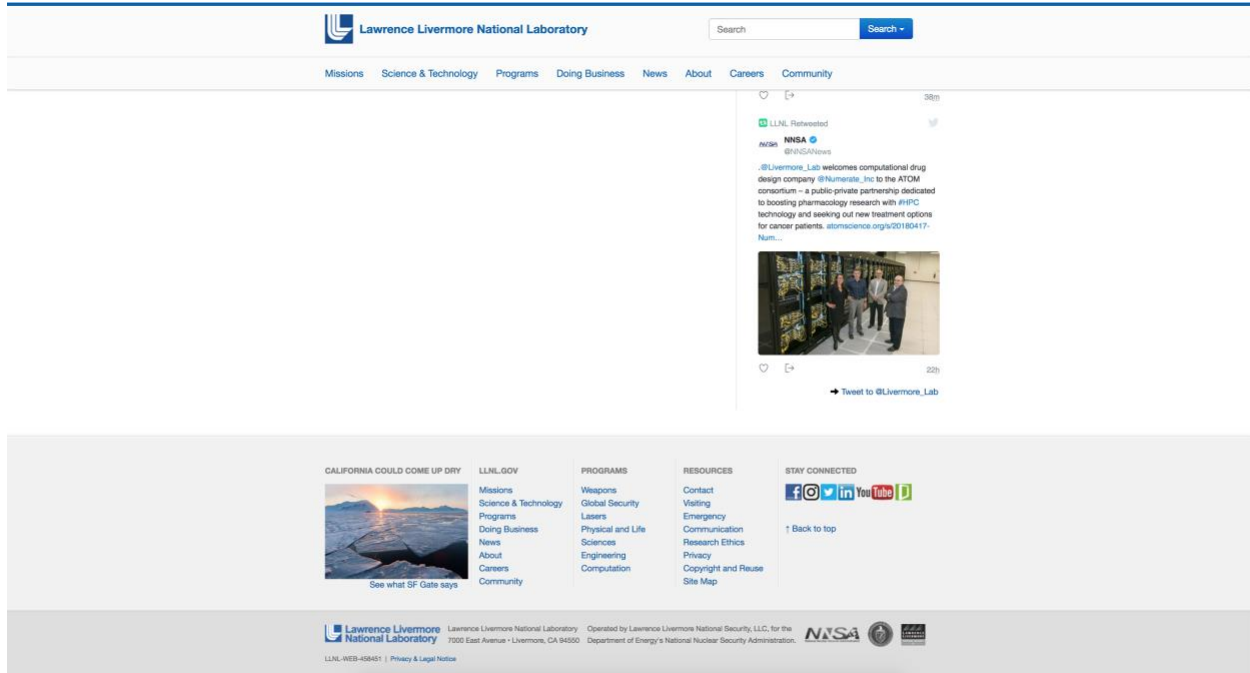 Lawrence Livermore National Laboratory
Search
Search
Missions Science & Technology Programs Doing Business News About Careers Community
38m
LLNL Retweeted
NNSA
NNSA
@NNSANews
.@Livermore_Lab welcomes computational drug
design company @Numerate_Inc to the ATOM
consortium – a public-private partnership dedicated
to boosting pharmacology research with #HPC
technology and seeking out new treatment options
for cancer patients. atomscience.org/s/20180417-
Num…
22h
Tweet to @Livermore_Lab
CALIFORNIA COULD COME UP DRY
See what SF Gate says
LLNL.GOV
Missions
Science & Technology
Programs
Doing Business
News
About
Careers
Community
PROGRAMS
Weapons
Global Security
Lasers
Physical and Life
Sciences
Engineering
Computation
RESOURCES
Contact
Visiting
Emergency
Communication
Research Ethics
Privacy
Copyright and Reuse
Site Map
STAY CONNECTED
f in You Tube
↑ Back to top
Lawrence Livermore
National Laboratory
Lawrence Livermore National Laboratory
7000 East Avenue • Livermore, CA 94550
Operated by Lawrence Livermore National Security, LLC, for the
Department of Energy's National Nuclear Security Administration.
NNSA
LLNL-WEB-458451 | Privacy & Legal Notice